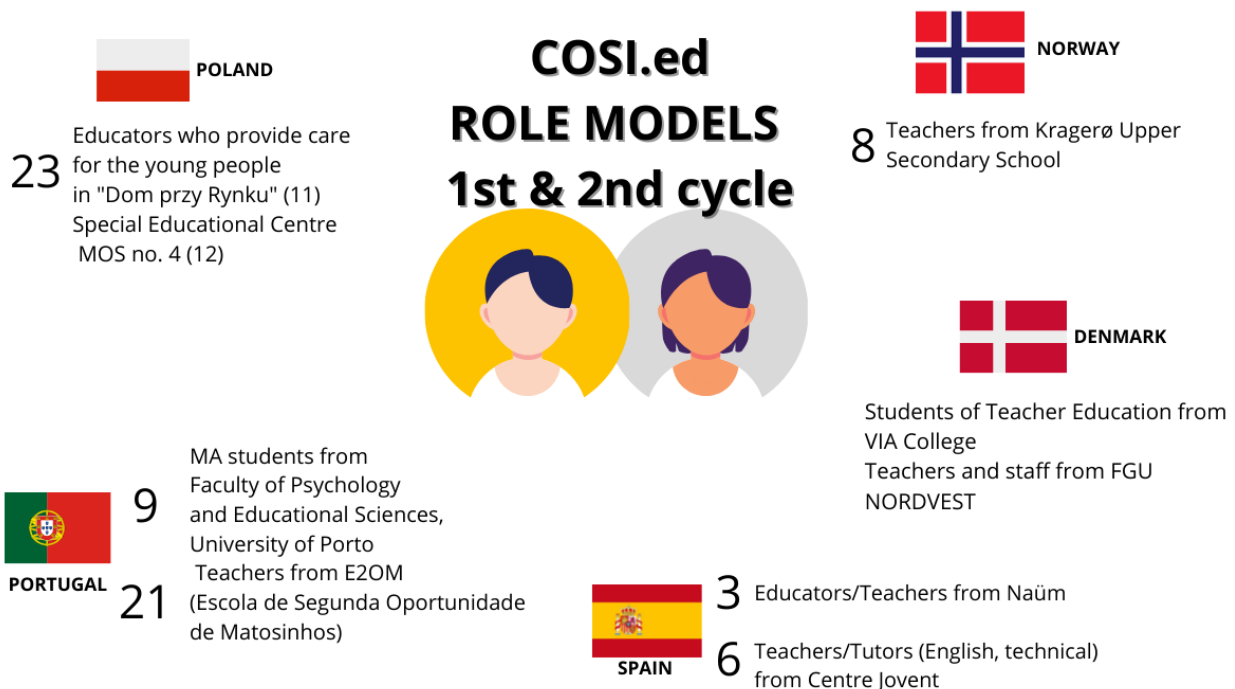 COSI.ed
ROLE MODELS
1st & 2nd cycle
POLAND
23
Educators who provide care
for the young people
in "Dom przy Rynku" (11)
Special Educational Centre
MOS no. 4 (12)
NORWAY
8
Teachers from Kragerø Upper
Secondary School
DENMARK
Students of Teacher Education from
VIA College
Teachers and staff from FGU
NORDVEST
PORTUGAL
9
MA students from
Faculty of Psychology
and Educational Sciences,
University of Porto
21
Teachers from E2OM
(Escola de Segunda Oportunidade
de Matosinhos)
SPAIN
3
Educators/Teachers from Naüm
6
Teachers/Tutors (English, technical)
from Centre Jovent